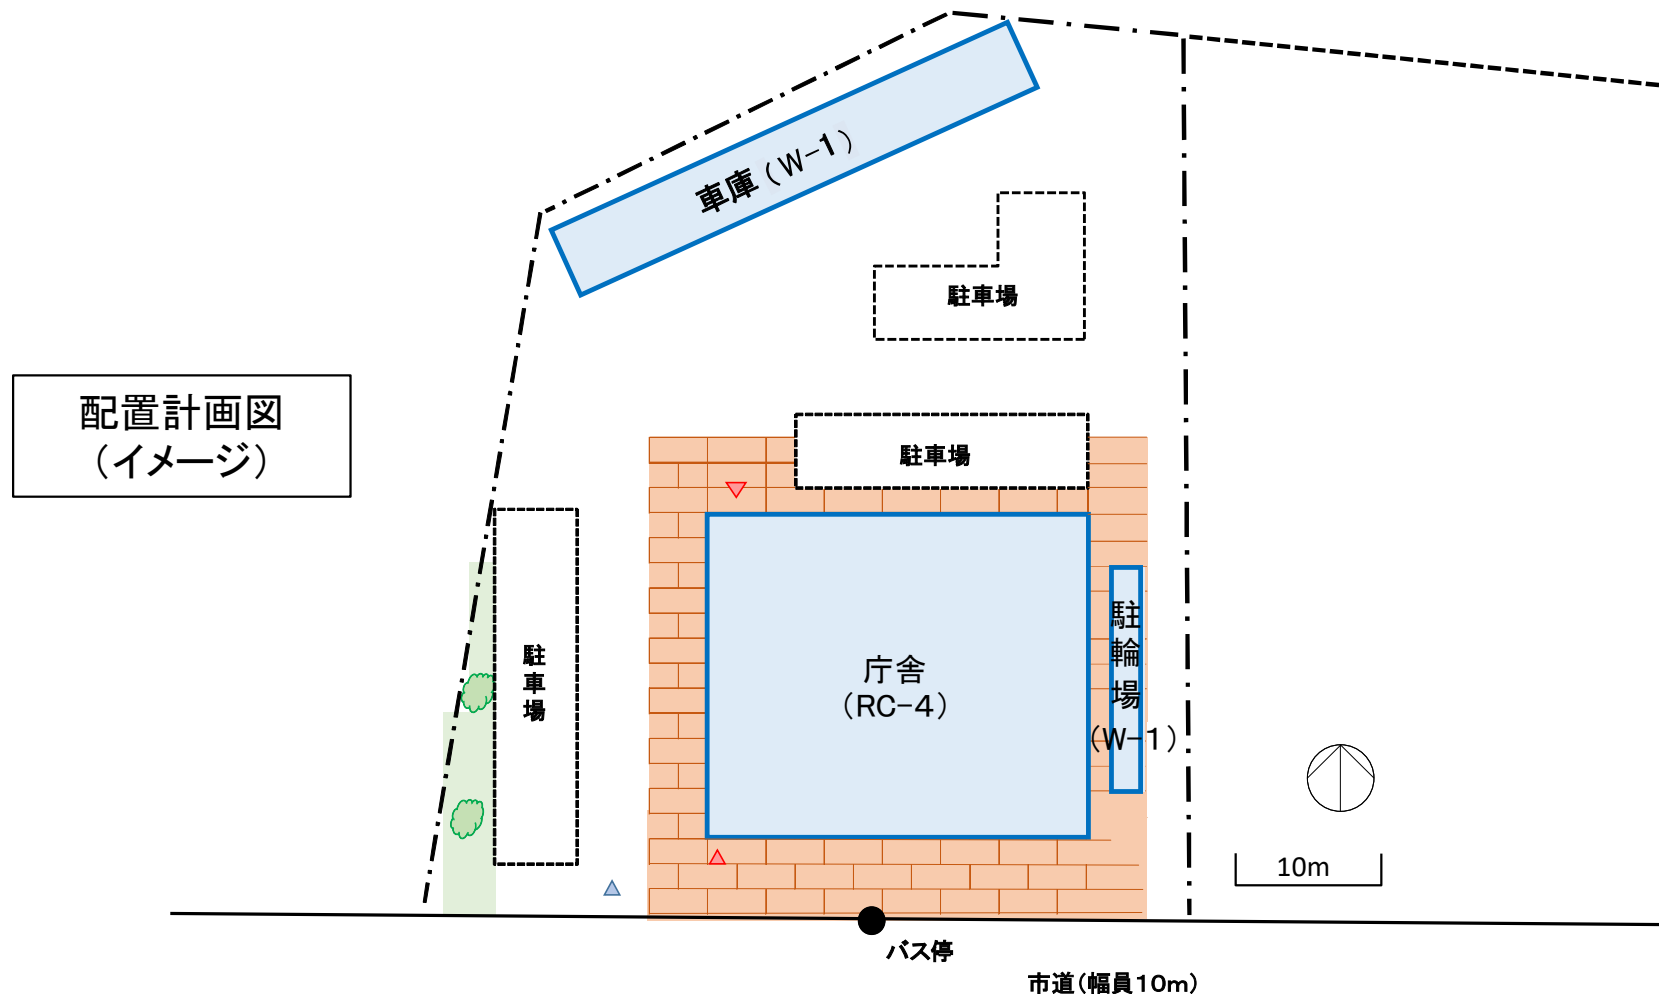 車庫（W-1）
駐車場
配置計画図
（イメージ）
駐車場
駐車場
庁舎
（RC-4）
駐輪場
（W-1）
10m
バス停
市道（幅員10m）